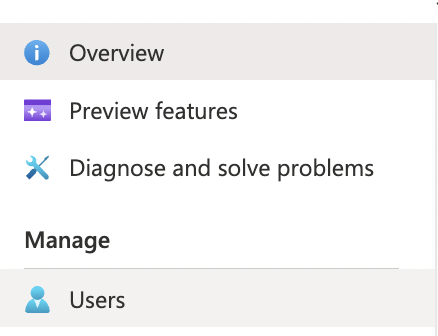 Overview
Preview features
Diagnose and solve problems
Manage
Users